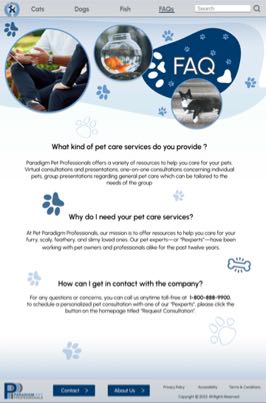 Cats Dogs Fish FAQs Search
FAQ
What kind of pet care services do you provide ?
Paradigm Pet Professionals offers a variety of resources to help you care for your pets.
Virtual consultations and presentations, one-on-one consultations concerning individual
pets, group presentations regarding general pet care which can be tailored to the
needs of the group
Why do I need your pet care services?
At Pet Paradigm Professionals, our mission is to offer resources to help you care for your
furry, scaly, feathery, and slimy loved ones. Our pet experts—or "Pexperts"—have been
working with pet owners and professionals alike for the past twelve years.
How can I get in contact with the company?
For any questions or concerns, you can call us anytime toll-free at 1-800-888-9900.
to schedule a personalized pet consultation with one of our "Pexperts", please click the
button on the homepage titled "Request Consultation".
PARADIGM PET
PROFESSIONALS
Contact > About Us >
Privacy Policy Accessibility Terms & Conditions
Copyright © 2023. All Rights Reserved